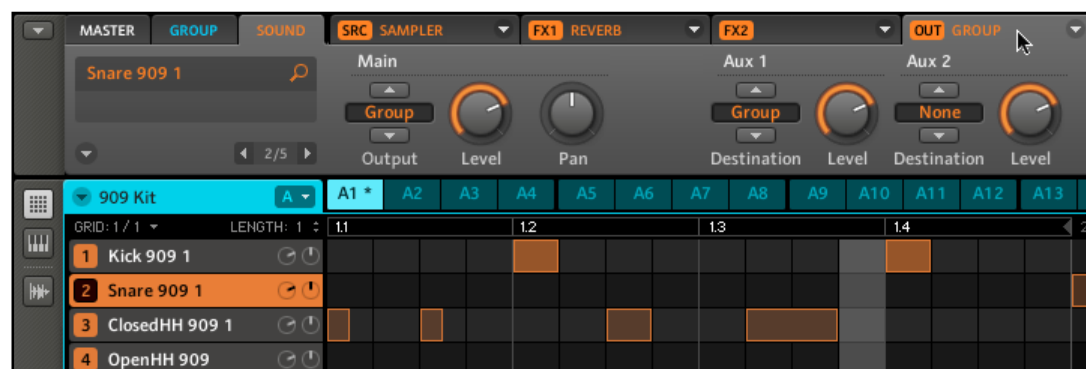 MASTER GROUP SOUND SRC SAMPLER FX1 REVERB FX2 OUT GROUP
Main Aux 1 Aux 2
Snare 909 1
Group Group None
2/5 Output Level Pan Destination Level Destination Level
909 Kit A A1 * A2 A3 A4 A5 A6 A7 A8 A9 A10 A11 A12 A13
GRID: 1 / 1 LENGTH: 1 1.1 1.2 1.3 1.4 2
1 Kick 909 1
2 Snare 909 1
3 ClosedHH 909 1
4 OpenHH 909